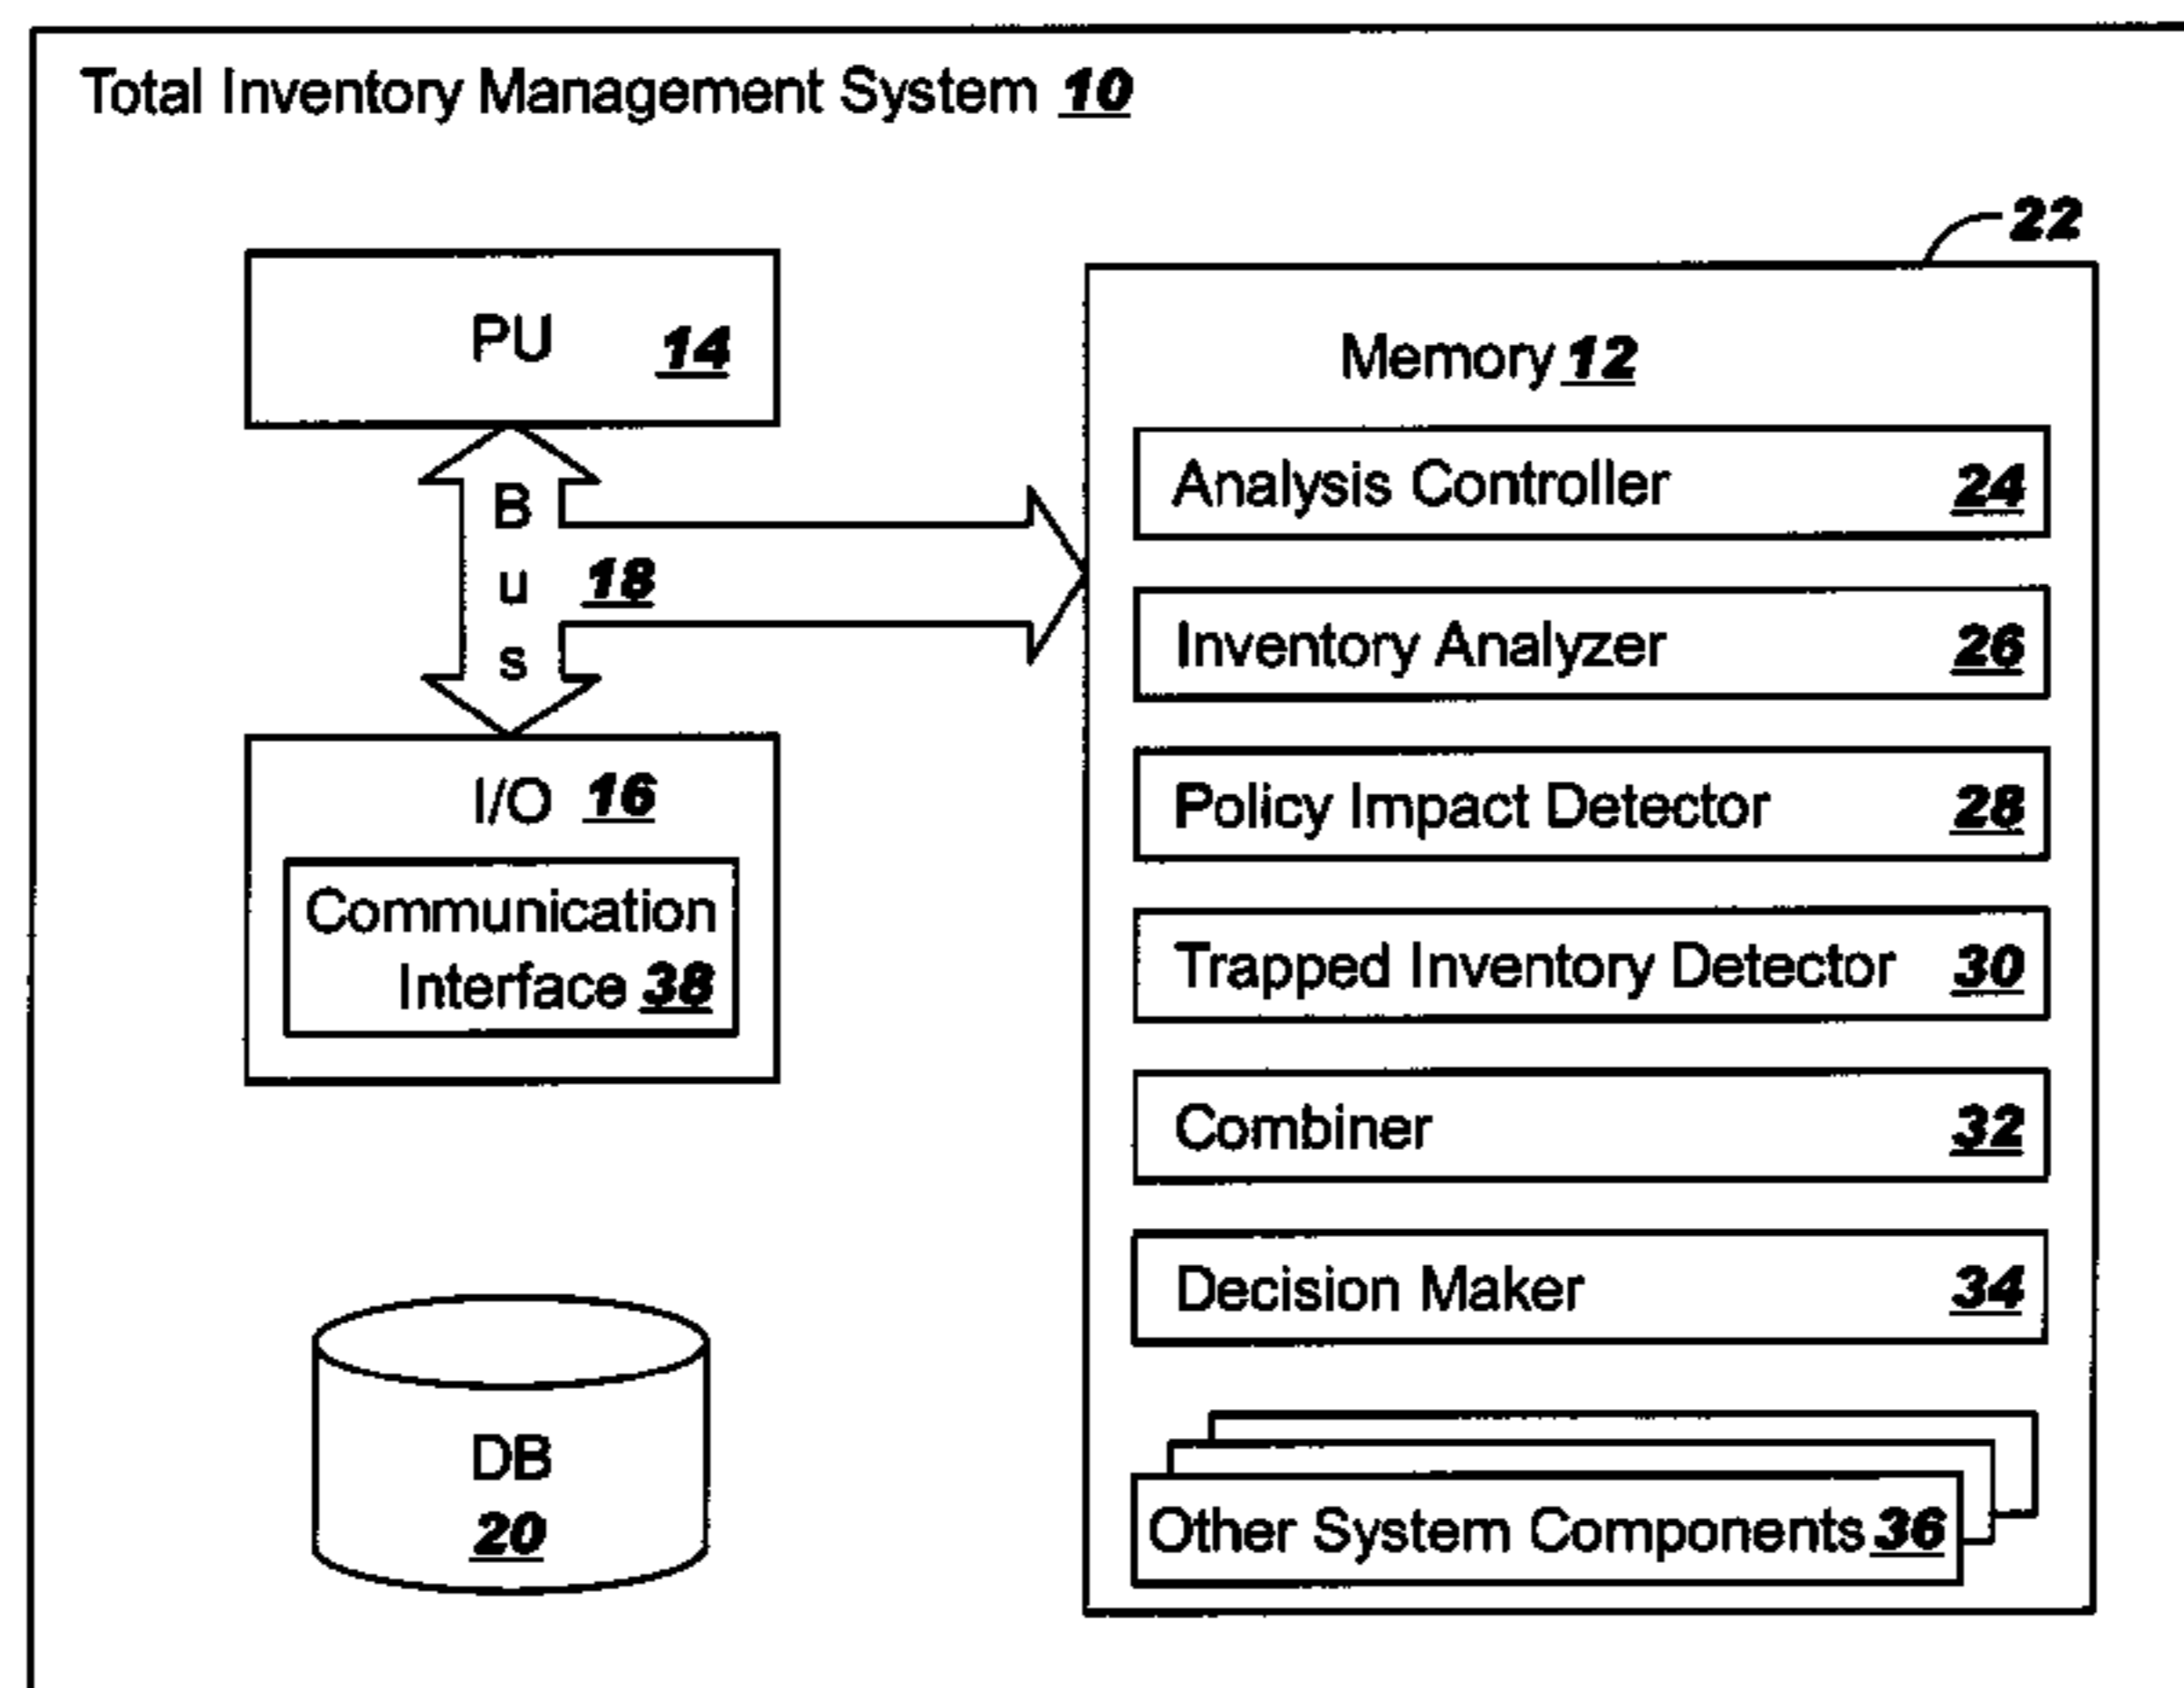 Total Inventory Management System 10
22
PU 14
Memory 12
Bus 18
Analysis Controller 24
Inventory Analyzer 26
Policy Impact Detector 28
Trapped Inventory Detector 30
Combiner 32
Decision Maker 34
Other System Components 36
I/O 16
Communication
Interface 38
DB
20